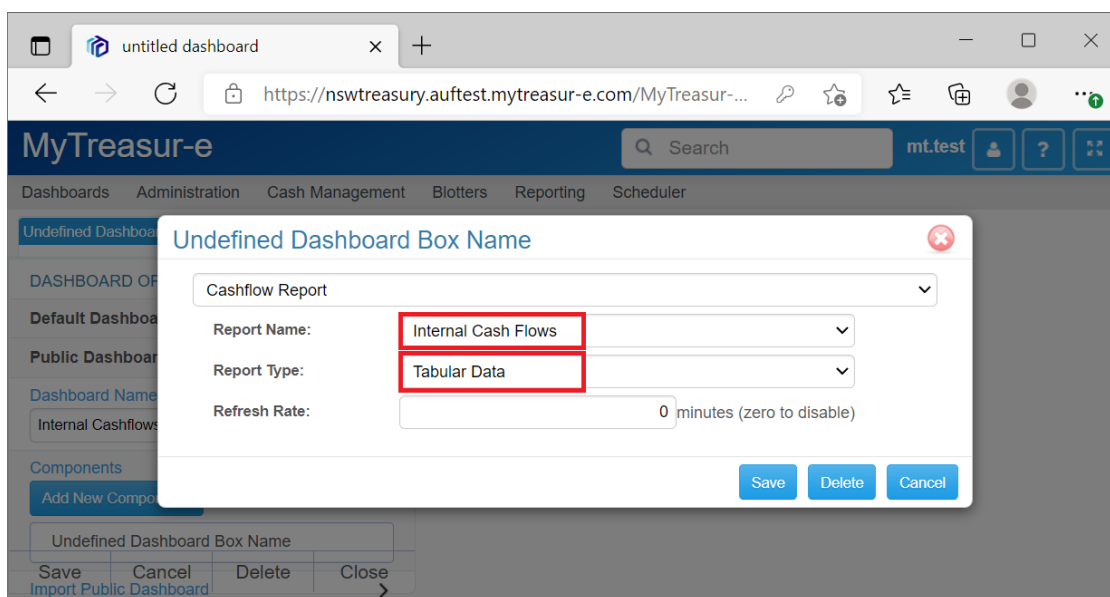 untitled dashboard
https://nswtreasury.auftest.mytreasur-e.com/MyTreasur-...
MyTreasur-e
Search
mt.test
?
Dashboards Administration Cash Management Blotters Reporting Scheduler
Undefined Dashboa
Undefined Dashboard Box Name
DASHBOARD OP
Cashflow Report
Default Dashboa
Report Name: Internal Cash Flows
Public Dashboar
Report Type: Tabular Data
Dashboard Name
Refresh Rate: 0 minutes (zero to disable)
Internal Cashflows
Components
Save Delete Cancel
Add New Compo
Undefined Dashboard Box Name
Save Cancel Delete Close
Import Public Dashboard